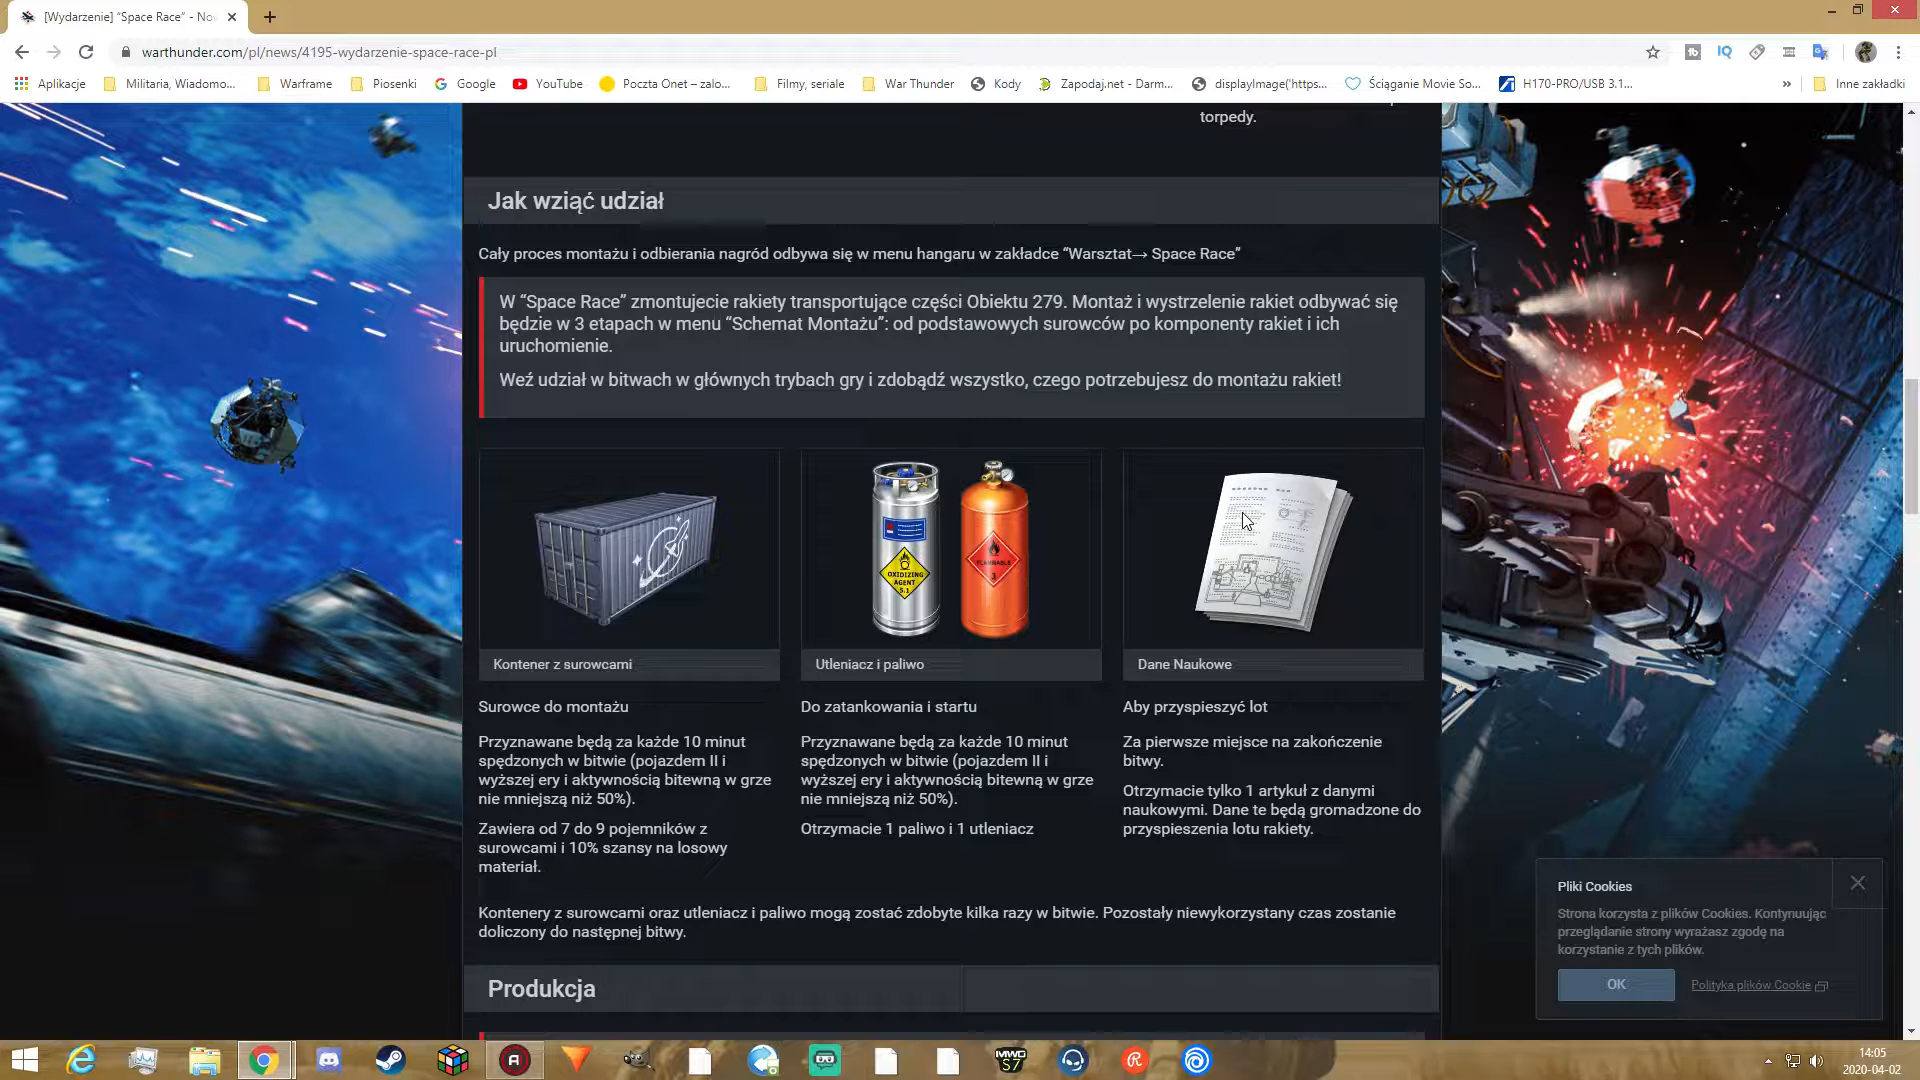 [Wydarzenie] “Space Race” - Nov
warthunder.com/pl/news/4195-wydarzenie-space-race-pl
Aplikacje
Militaria, Wiadomo...
Warframe
Piosenki
Google
YouTube
Poczta Onet – zalo...
Filmy, seriale
War Thunder
Kody
Zapodaj.net - Darm...
displayImage('https...
Ściąganie Movie So...
H170-PRO/USB 3.1...
»
Inne zakładki
torpedy.
Jak wziąć udział
Cały proces montażu i odbierania nagród odbywa się w menu hangaru w zakładce “Warsztat→ Space Race”
W “Space Race” zmontujecie rakiety transportujące części Obiektu 279. Montaż i wystrzelenie rakiet odbywać się
będzie w 3 etapach w menu “Schemat Montażu”: od podstawowych surowców po komponenty rakiet i ich
uruchomienie.
Weź udział w bitwach w głównych trybach gry i zdobądź wszystko, czego potrzebujesz do montażu rakiet!
OXIDIZING
AGENT
5.1
FLAMMABLE
3
Kontener z surowcami
Utleniacz i paliwo
Dane Naukowe
Surowce do montażu
Przyznawane będą za każde 10 minut
spędzonych w bitwie (pojazdem II i
wyższej ery i aktywnością bitewną w grze
nie mniejszą niż 50%).
Zawiera od 7 do 9 pojemników z
surowcami i 10% szansy na losowy
materiał.
Do zatankowania i startu
Przyznawane będą za każde 10 minut
spędzonych w bitwie (pojazdem II i
wyższej ery i aktywnością bitewną w grze
nie mniejszą niż 50%).
Otrzymacie 1 paliwo i 1 utleniacz
Aby przyspieszyć lot
Za pierwsze miejsce na zakończenie
bitwy.
Otrzymacie tylko 1 artykuł z danymi
naukowymi. Dane te będą gromadzone do
przyspieszenia lotu rakiety.
Kontenery z surowcami oraz utleniacz i paliwo mogą zostać zdobyte kilka razy w bitwie. Pozostały niewykorzystany czas zostanie
doliczony do następnej bitwy.
Produkcja
Pliki Cookies
Strona korzysta z plików Cookies. Kontynuując
przeglądanie strony wyrażasz zgodę na
korzystanie z tych plików.
OK
Polityka plików Cookie
MWG
S7
14:05
2020-04-02